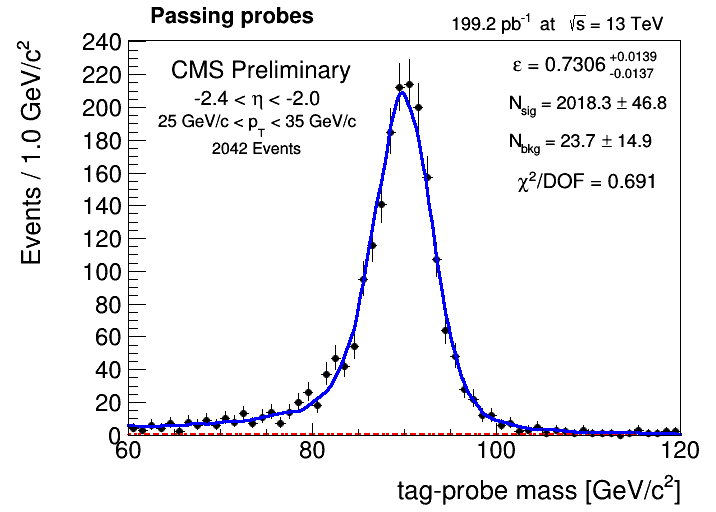 Passing probes
199.2 pb⁻¹ at √s = 13 TeV
CMS Preliminary
-2.4 < η < -2.0
25 GeV/c < p_T < 35 GeV/c
2042 Events
ε = 0.7306 +0.0139 -0.0137
N_sig = 2018.3 ± 46.8
N_bkg = 23.7 ± 14.9
χ²/DOF = 0.691
Events / 1.0 GeV/c²
240
220
200
180
160
140
120
100
80
60
40
20
0
60 80 100 120
tag-probe mass [GeV/c²]